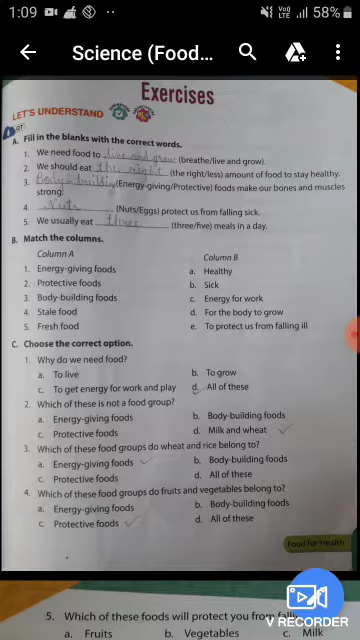 1:09
Vo)
LTE
58%
Science (Food...
Exercises
LET'S UNDERSTAND
GT
A. Fill in the blanks with the correct words.
1. We need food to live and grow (breathe/live and grow).
2. We should eat the right (the right/less) amount of food to stay healthy.
3. Body-building (Energy-giving/Protective) foods make our bones and muscles
strong.
4. Nuts (Nuts/Eggs) protect us from falling sick.
5. We usually eat three (three/five) meals in a day.
B. Match the columns.
Column A Column B
1. Energy-giving foods a. Healthy
2. Protective foods b. Sick
3. Body-building foods c. Energy for work
4. Stale food d. For the body to grow
5. Fresh food e. To protect us from falling ill
C. Choose the correct option.
1. Why do we need food?
a. To live b. To grow
c. To get energy for work and play d. All of these
2. Which of these is not a food group?
a. Energy-giving foods b. Body-building foods
c. Protective foods d. Milk and wheat
3. Which of these food groups do wheat and rice belong to?
a. Energy-giving foods b. Body-building foods
c. Protective foods d. All of these
4. Which of these food groups do fruits and vegetables belong to?
a. Energy-giving foods b. Body-building foods
c. Protective foods d. All of these
Food for Health
V RECORDER
5. Which of these foods will protect you from
a. Fruits b. Vegetables c. Milk